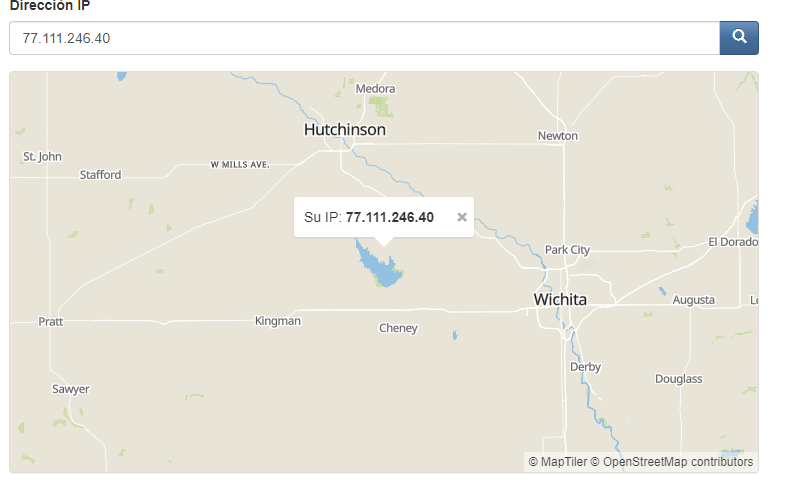 Dirección IP
77.111.246.40
Medora
Hutchinson
Newton
St. John
W MILLS AVE.
Stafford
Su IP: 77.111.246.40 ×
El Dorado
Park City
Wichita
Augusta
Pratt
Kingman
Cheney
Derby
Douglass
Sawyer
© MapTiler © OpenStreetMap contributors